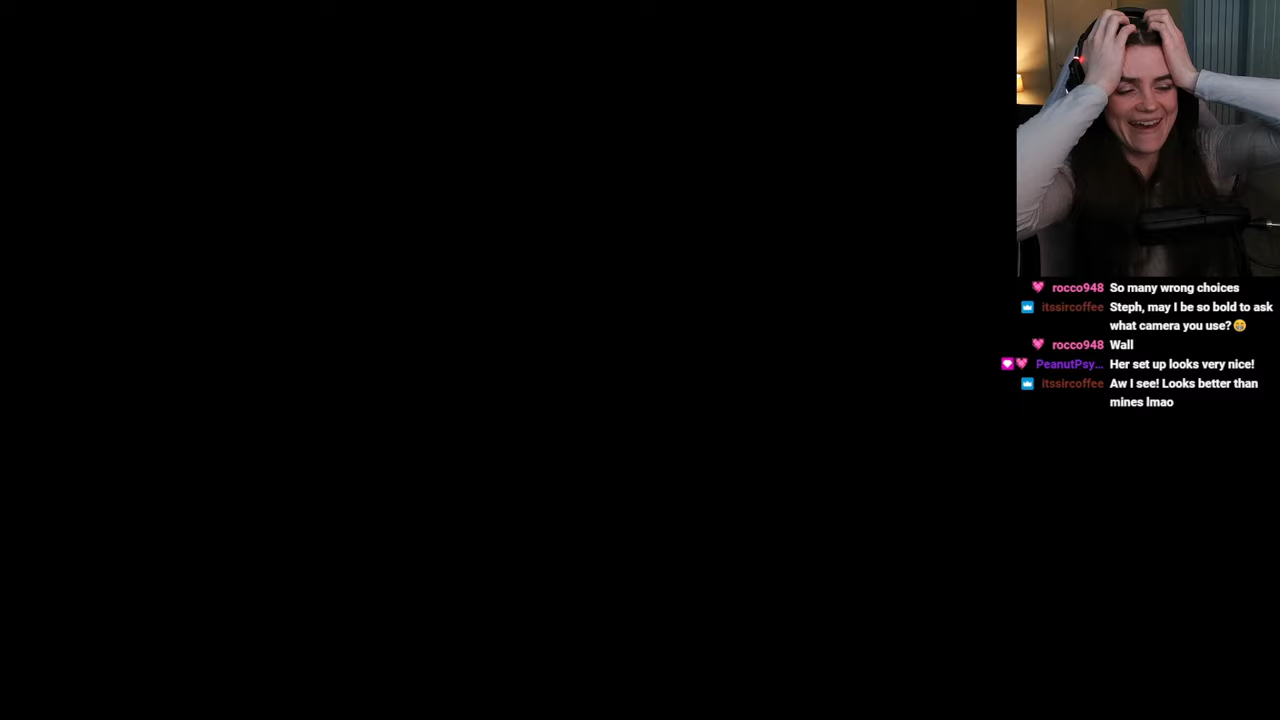 rocco948 So many wrong choices
itssircoffee Steph, may I be so bold to ask
what camera you use?😁
rocco948 Wall
PeanutPsy... Her set up looks very nice!
itssircoffee Aw I see! Looks better than
mines lmao